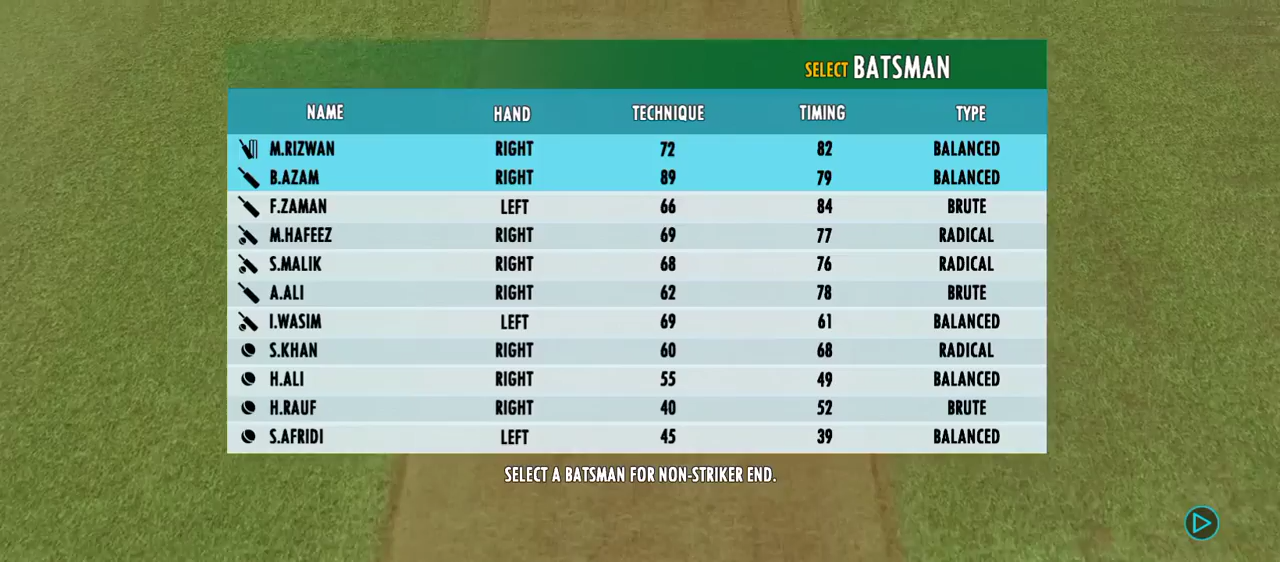 SELECT BATSMAN
NAME HAND TECHNIQUE TIMING TYPE
M.RIZWAN RIGHT 72 82 BALANCED
B.AZAM RIGHT 89 79 BALANCED
F.ZAMAN LEFT 66 84 BRUTE
M.HAFEEZ RIGHT 69 77 RADICAL
S.MALIK RIGHT 68 76 RADICAL
A.ALI RIGHT 62 78 BRUTE
I.WASIM LEFT 69 61 BALANCED
S.KHAN RIGHT 60 68 RADICAL
H.ALI RIGHT 55 49 BALANCED
H.RAUF RIGHT 40 52 BRUTE
S.AFRIDI LEFT 45 39 BALANCED
SELECT A BATSMAN FOR NON-STRIKER END.